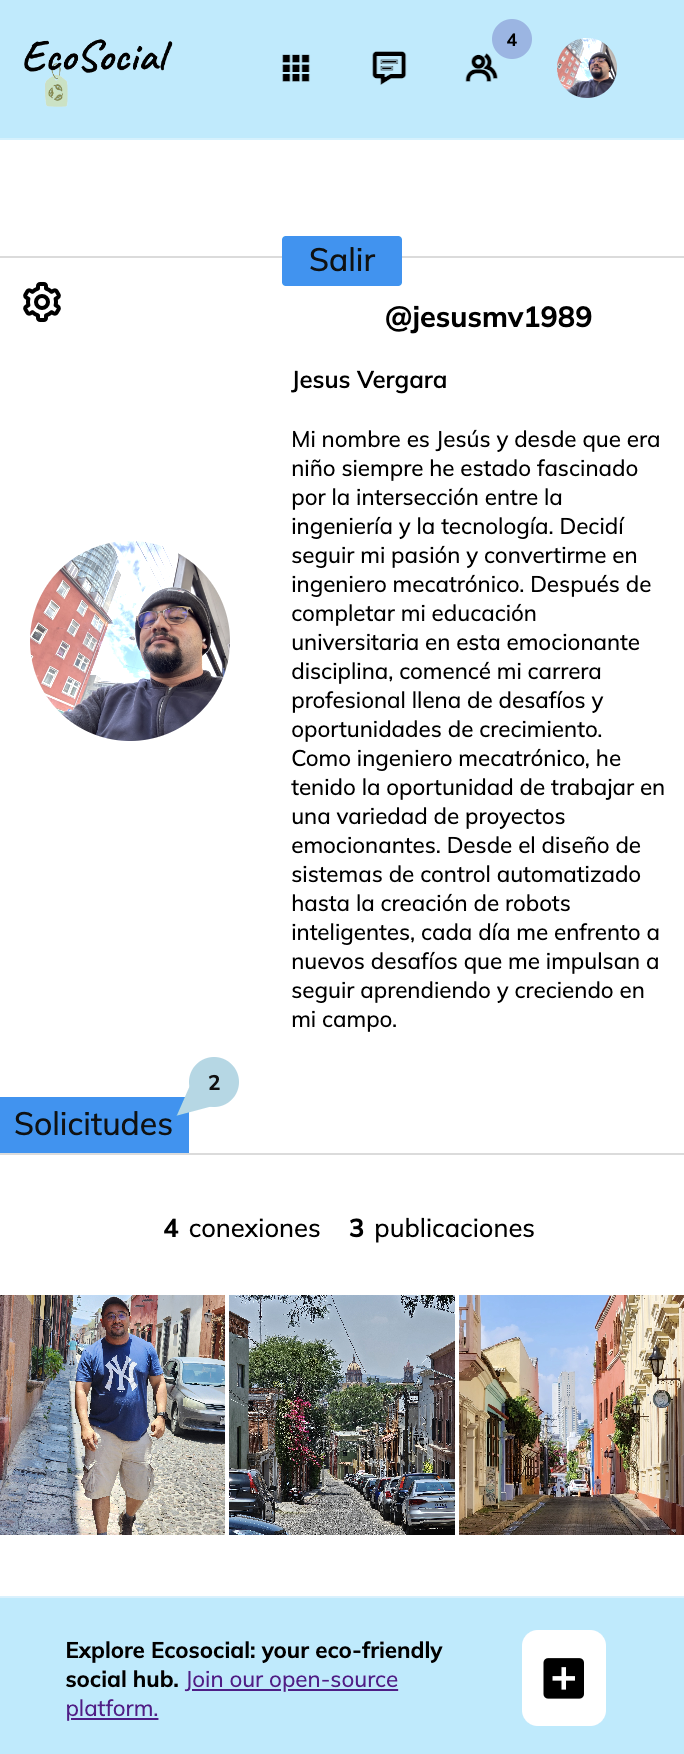 EcoSocial
4
Salir
@jesusmv1989
Jesus Vergara
Mi nombre es Jesús y desde que era
niño siempre he estado fascinado
por la intersección entre la
ingeniería y la tecnología. Decidí
seguir mi pasión y convertirme en
ingeniero mecatrónico. Después de
completar mi educación
universitaria en esta emocionante
disciplina, comencé mi carrera
profesional llena de desafíos y
oportunidades de crecimiento.
Como ingeniero mecatrónico, he
tenido la oportunidad de trabajar en
una variedad de proyectos
emocionantes. Desde el diseño de
sistemas de control automatizado
hasta la creación de robots
inteligentes, cada día me enfrento a
nuevos desafíos que me impulsan a
seguir aprendiendo y creciendo en
mi campo.
2
Solicitudes
4 conexiones 3 publicaciones
NY
Explore Ecosocial: your eco-friendly
social hub. Join our open-source
platform.